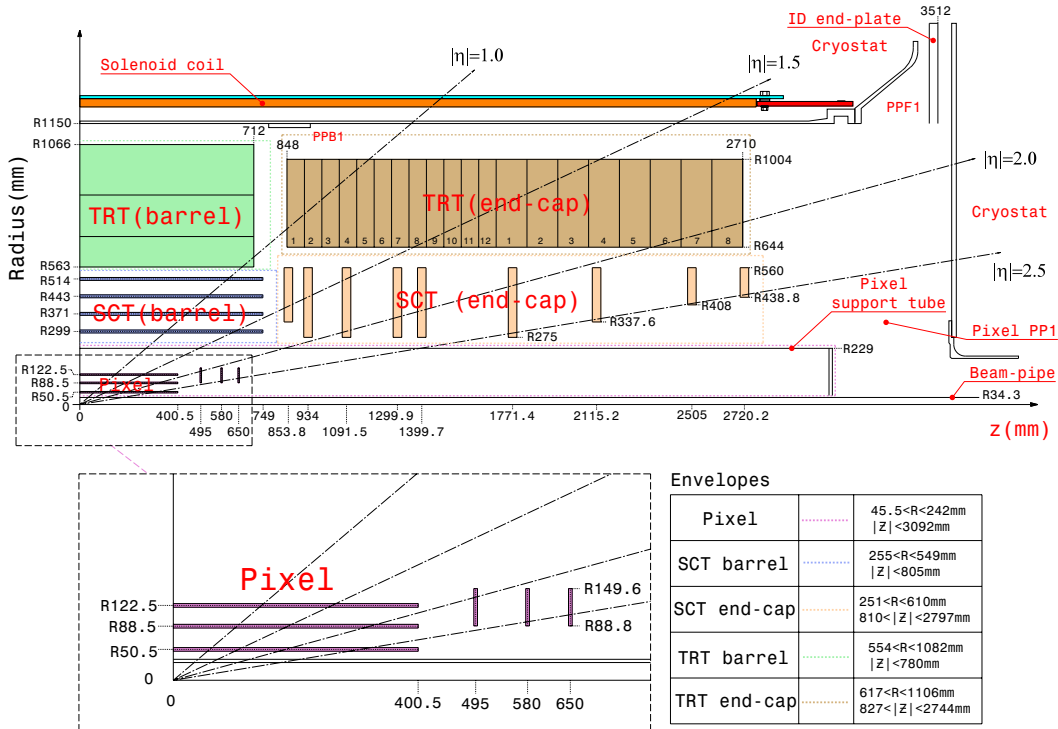 3512
ID end-plate
Cryostat
|η|=1.0
|η|=1.5
Solenoid coil
PPF1
R1150
PPB1
712
R1066
848
2710
R1004
|η|=2.0
TRT(barrel)
TRT(end-cap)
Cryostat
Radius(mm)
1 2 3 4 5 6 7 8 9 10 11 12 1 2 3 4 5 6 7 8
R644
|η|=2.5
R563
R560
R514
Pixel
support tube
R443
R438.8
SCT(barrel)
SCT (end-cap)
R408
R371
R337.6
Pixel PP1
R299
R275
R229
R122.5
Beam-pipe
R88.5
Pixel
R50.5
R34.3
0
0
400.5
749
934
1299.9
1771.4
2115.2
2505
2720.2
z(mm)
495
580
650
853.8
1091.5
1399.7
Pixel
R149.6
R122.5
R88.5
R88.8
R50.5
0
0
400.5
495
580
650
Envelopes
Pixel
45.5<R<242mm
|Z|<3092mm
SCT barrel
255<R<549mm
|Z|<805mm
SCT end-cap
251<R<610mm
810<|Z|<2797mm
TRT barrel
554<R<1082mm
|Z|<780mm
TRT end-cap
617<R<1106mm
827<|Z|<2744mm